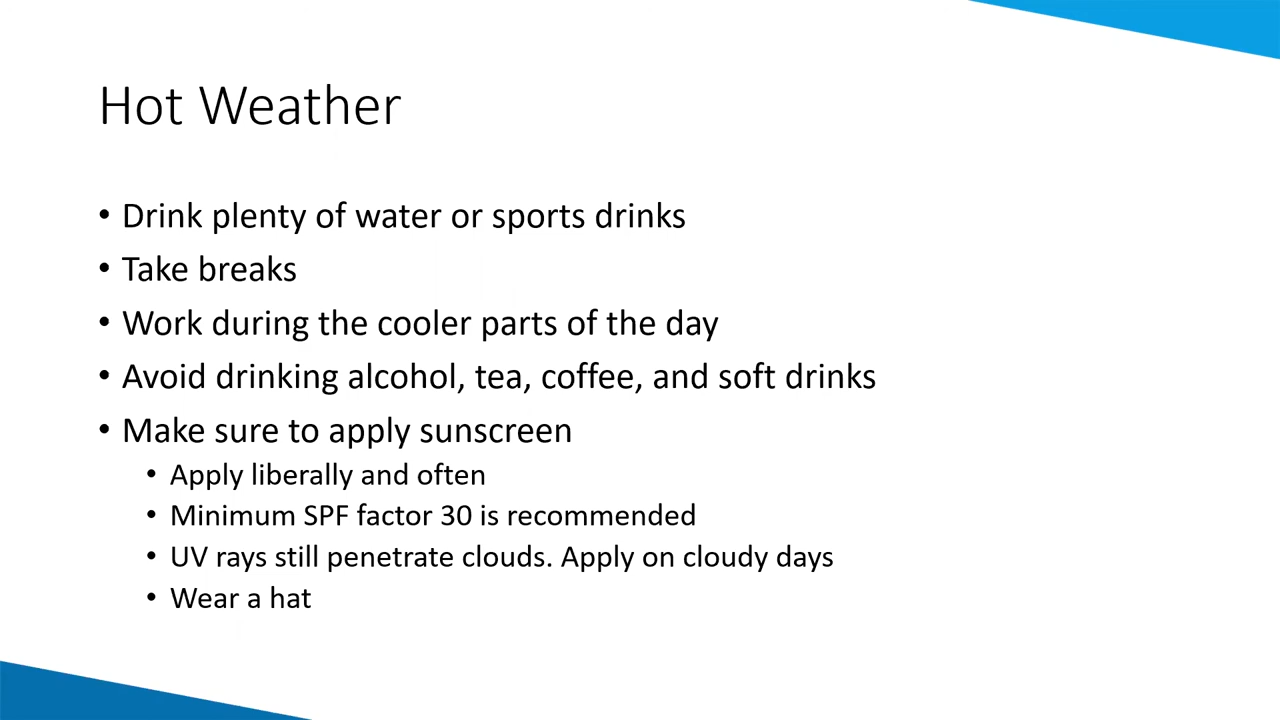 Hot Weather
• Drink plenty of water or sports drinks
• Take breaks
• Work during the cooler parts of the day
• Avoid drinking alcohol, tea, coffee, and soft drinks
• Make sure to apply sunscreen
• Apply liberally and often
• Minimum SPF factor 30 is recommended
• UV rays still penetrate clouds. Apply on cloudy days
• Wear a hat